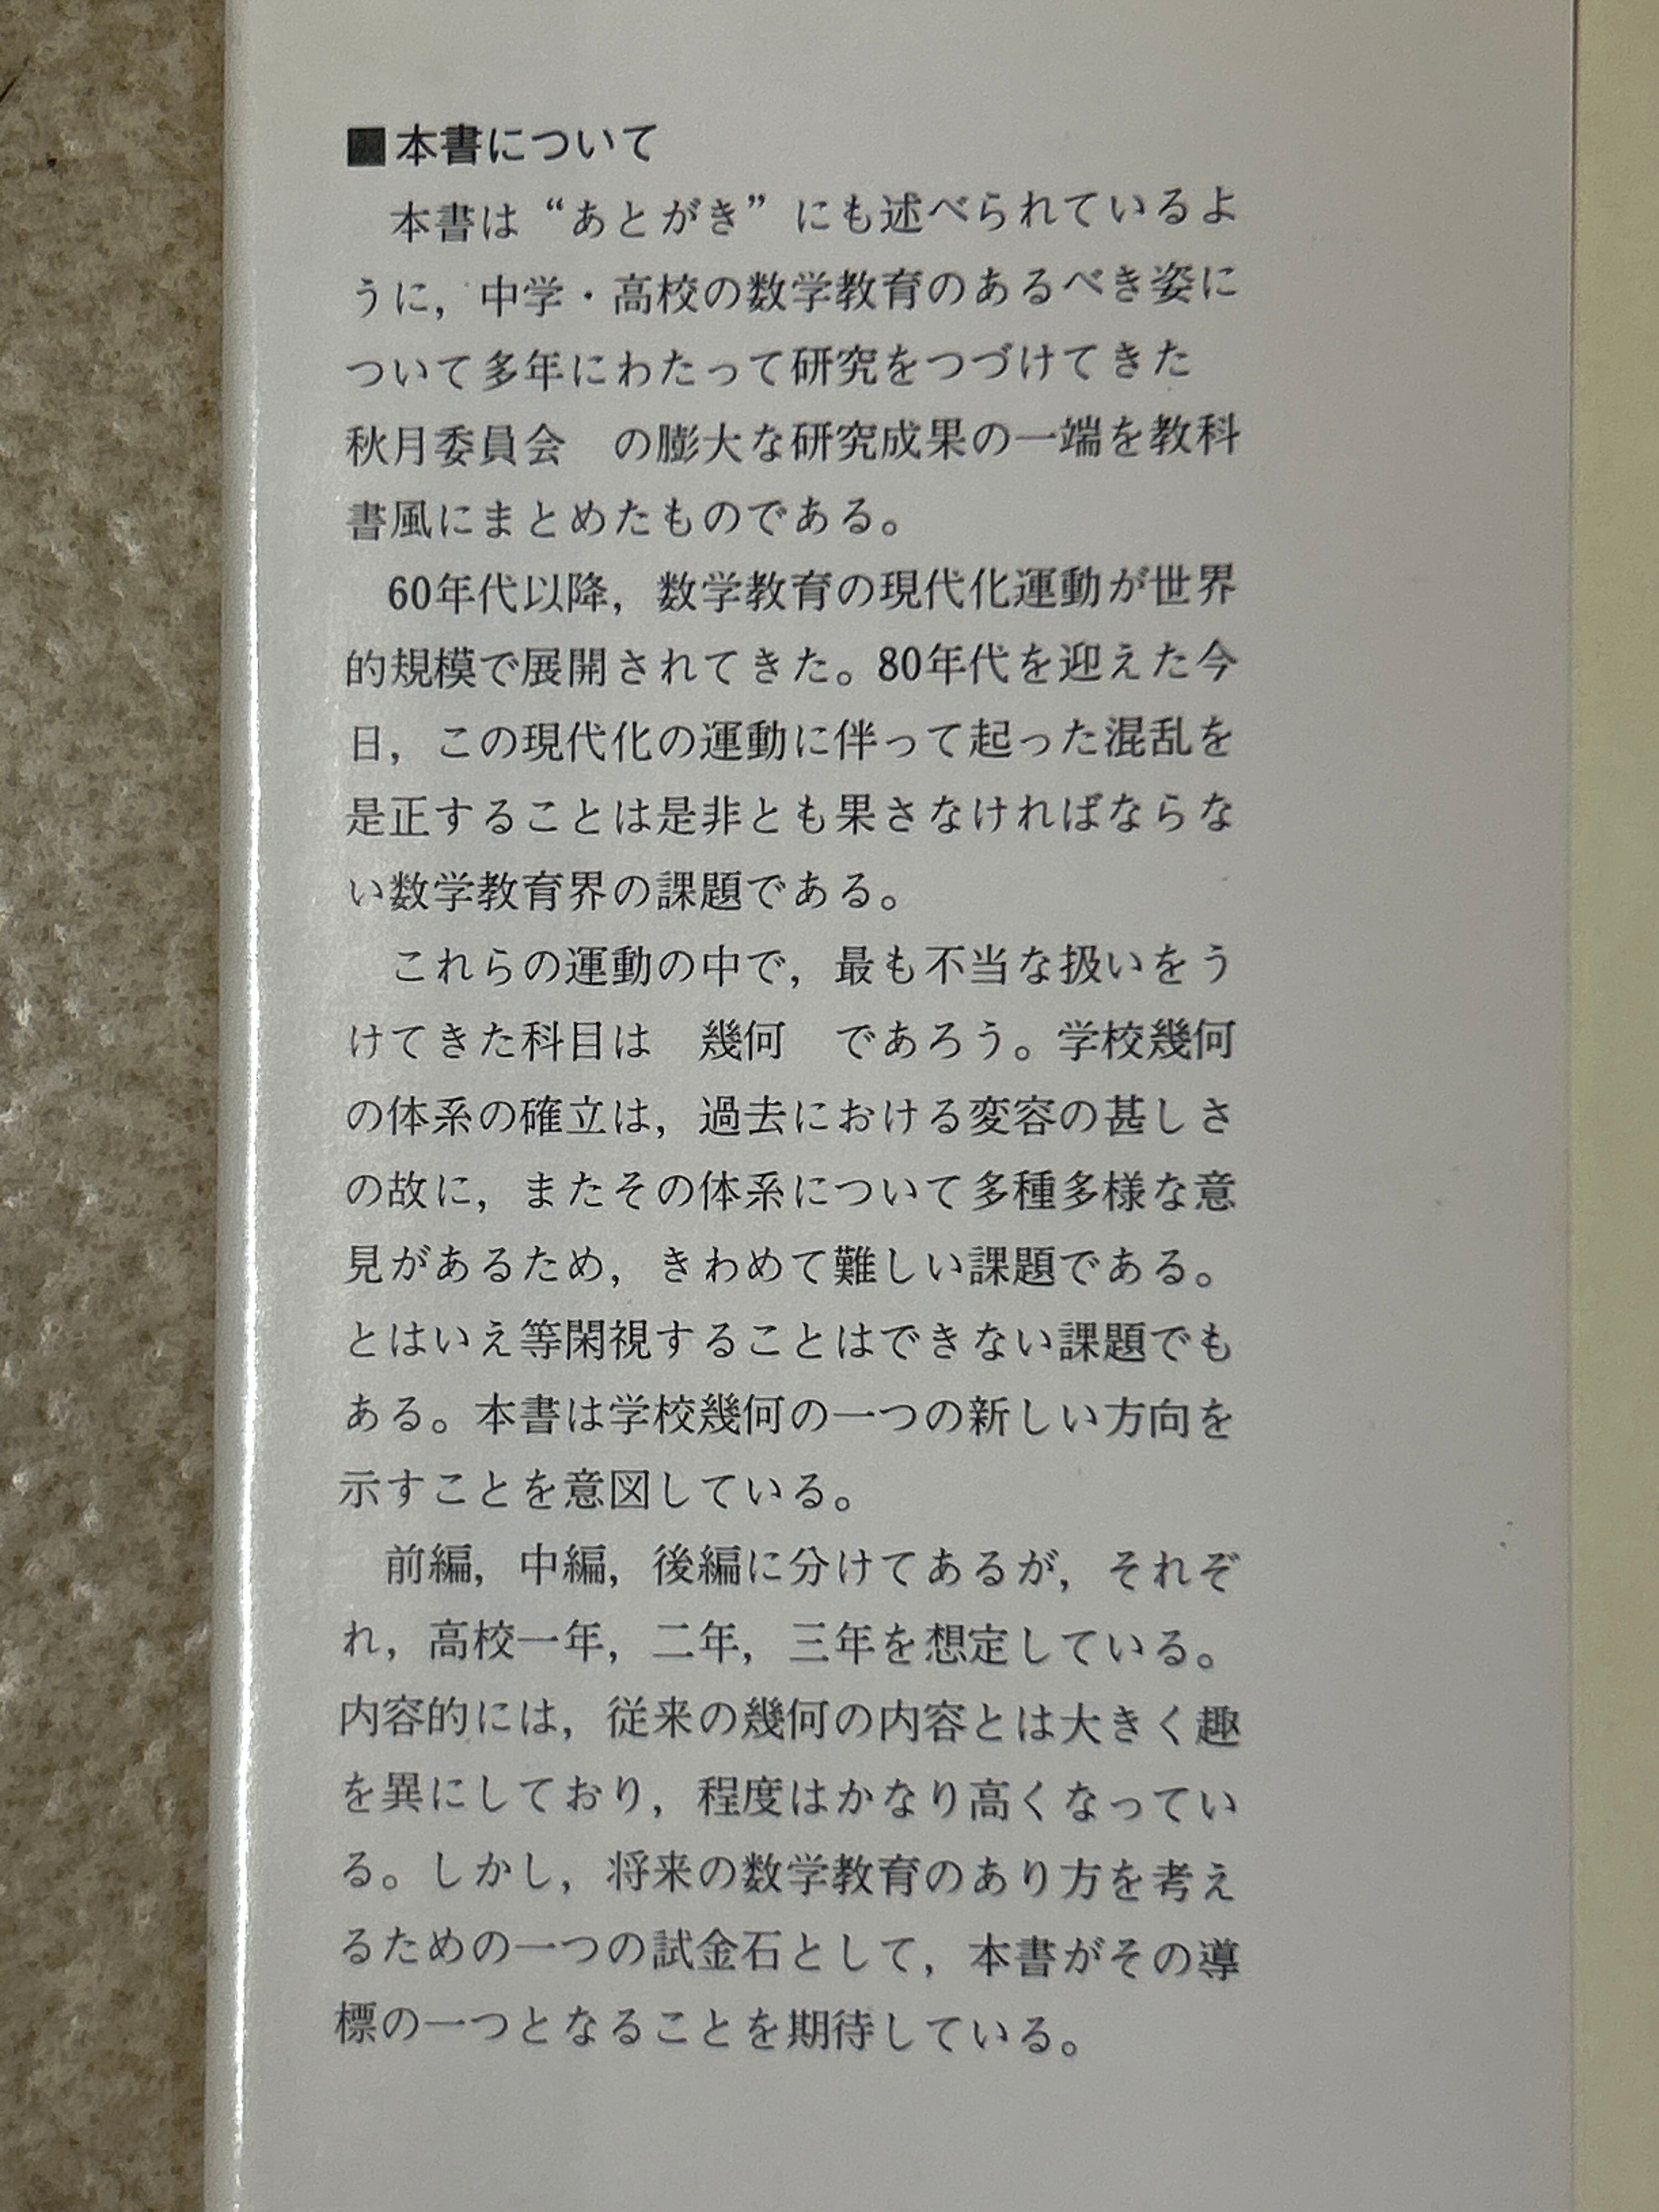 ■本書について
本書は“あとがき”にも述べられているよ
うに，中学・高校の数学教育のあるべき姿に
ついて多年にわたって研究をつづけてきた
秋月委員会　の膨大な研究成果の一端を教科
書風にまとめたものである。
60年代以降，数学教育の現代化運動が世界
的規模で展開されてきた。80年代を迎えた今
日，この現代化の運動に伴って起った混乱を
是正することは是非とも果さなければならな
い数学教育界の課題である。
これらの運動の中で，最も不当な扱いをう
けてきた科目は　幾何　であろう。学校幾何
の体系の確立は，過去における変容の甚しさ
の故に，またその体系について多種多様な意
見があるため，きわめて難しい課題である。
とはいえ等閑視することはできない課題でも
ある。本書は学校幾何の一つの新しい方向を
示すことを意図している。
前編，中編，後編に分けてあるが，それぞ
れ，高校一年，二年，三年を想定している。
内容的には，従来の幾何の内容とは大きく趣
を異にしており，程度はかなり高くなってい
る。しかし，将来の数学教育のあり方を考え
るための一つの試金石として，本書がその導
標の一つとなることを期待している。